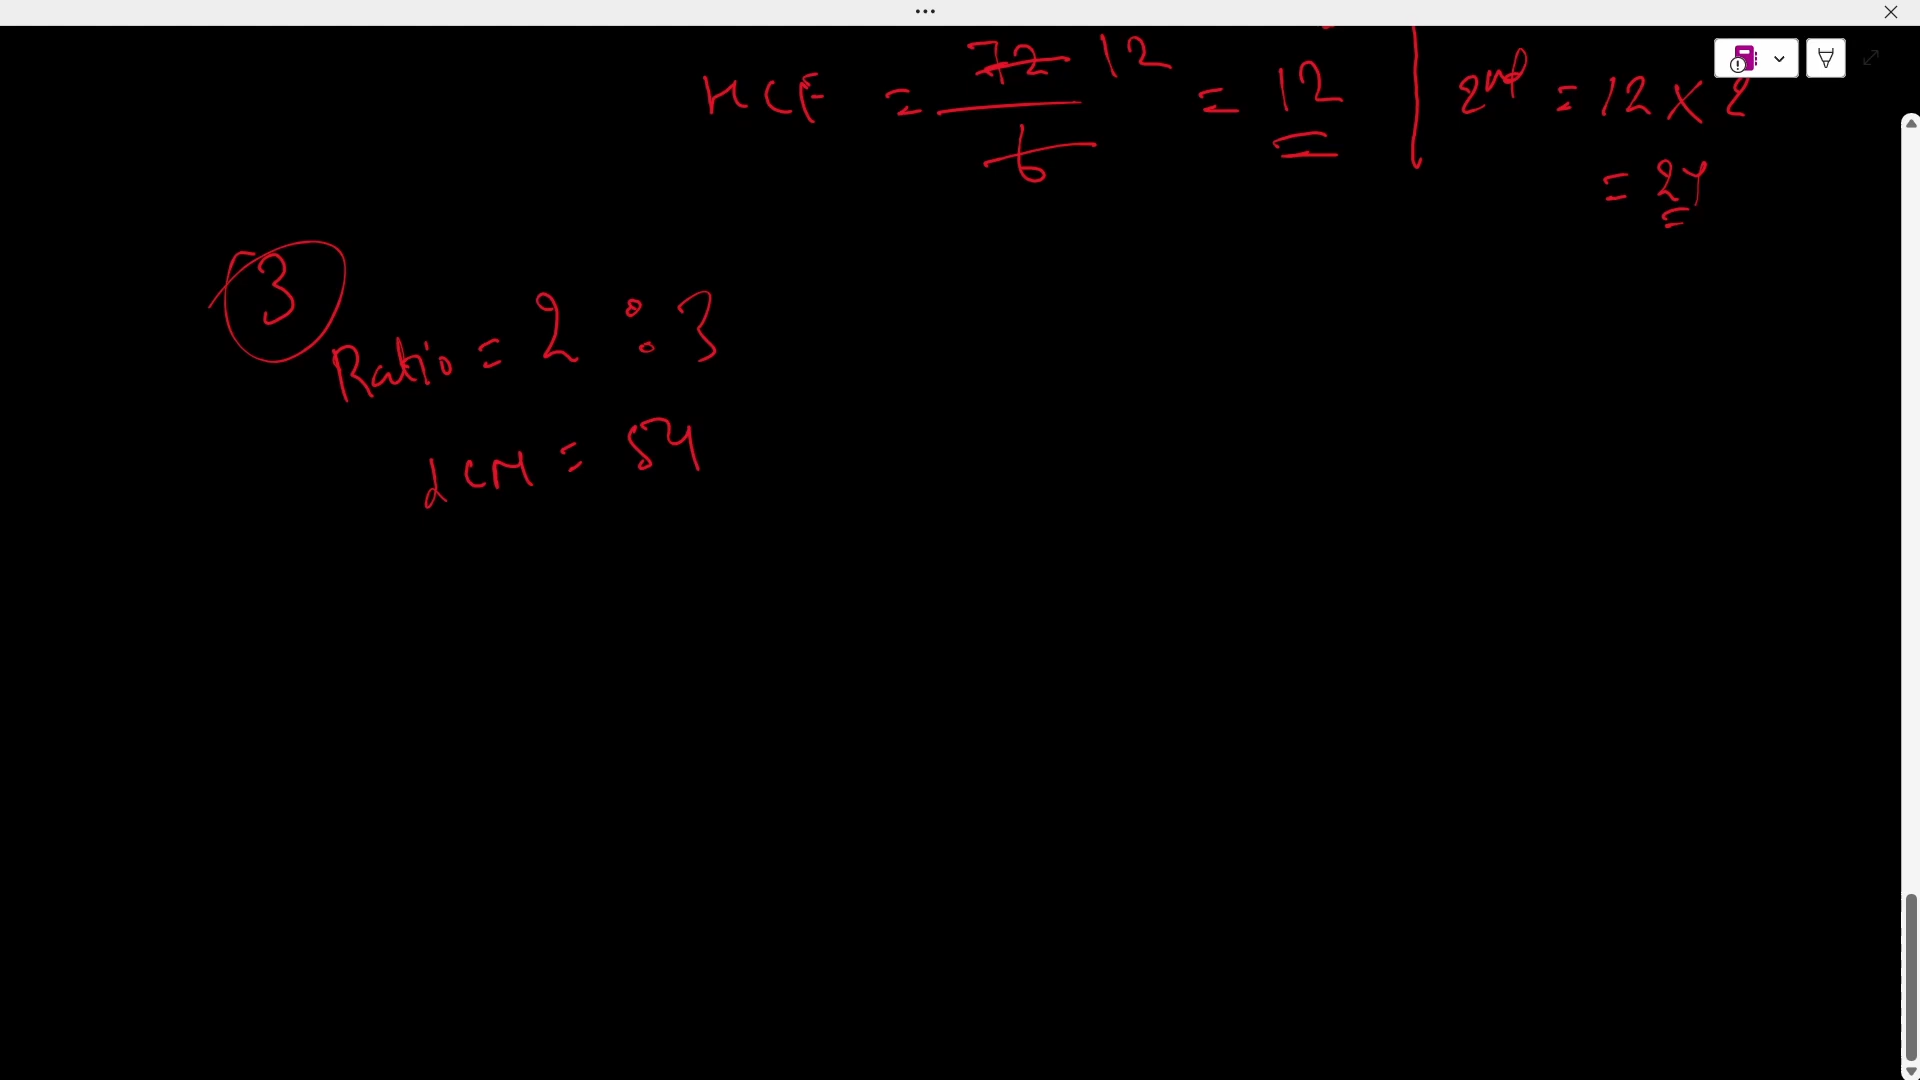 HCF = 72 12 / 6 = 12 | 2nd = 12 × 2
= 24
3
Ratio = 2 : 3
LCM = 54